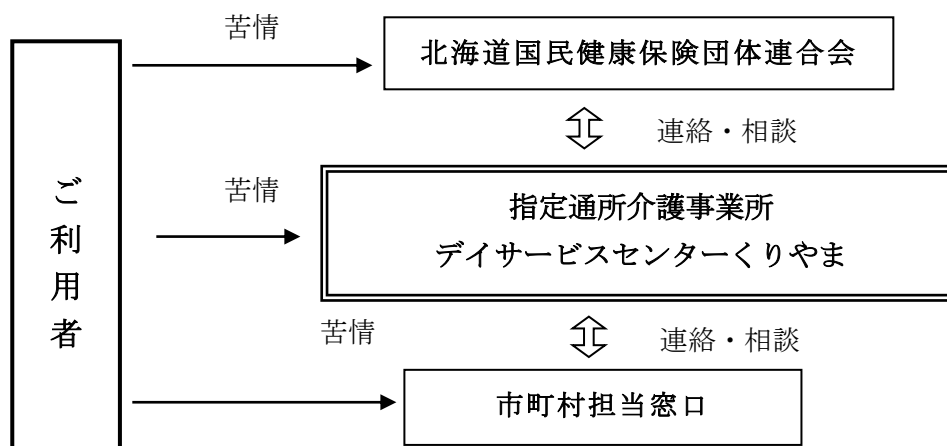 苦情
北海道国民健康保険団体連合会
連絡・相談
ご利用者
苦情
指定通所介護事業所
デイサービスセンターくりやま
苦情
連絡・相談
市町村担当窓口